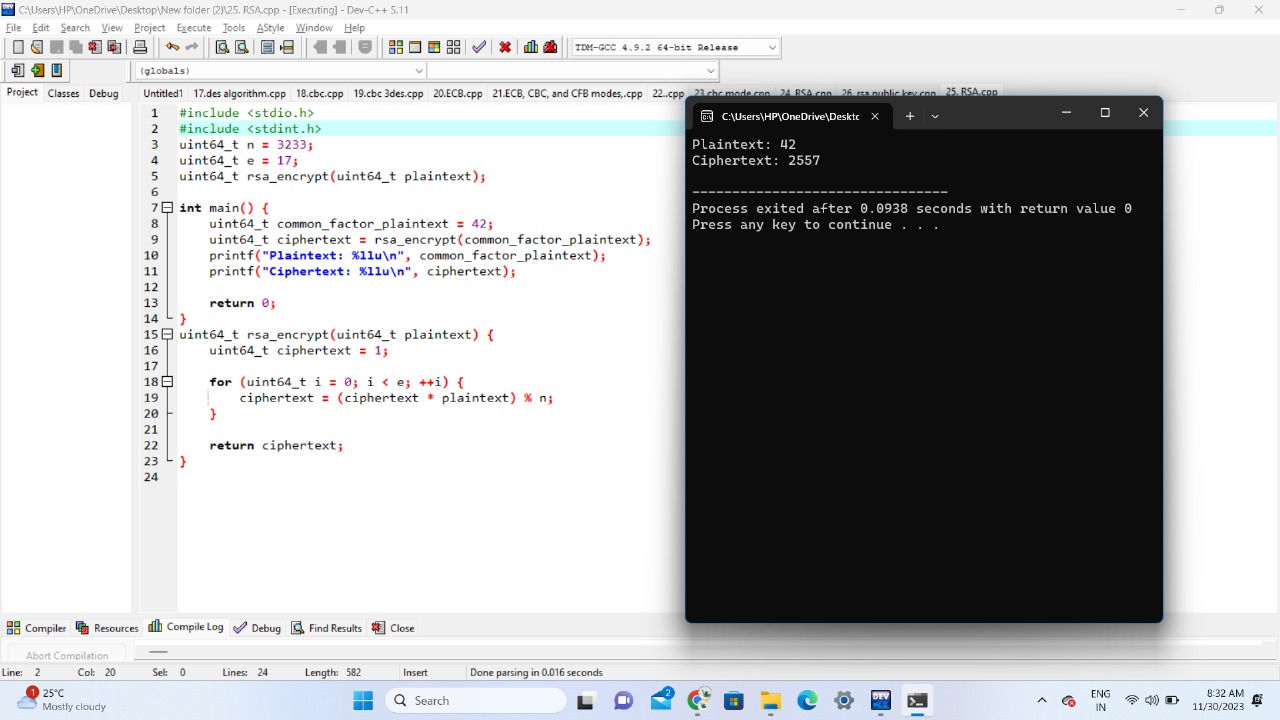 C:\Users\HP\OneDrive\Desktop\New folder (2)\25. RSA.cpp - [Executing] - Dev-C++ 5.11
File Edit Search View Project Execute Tools AStyle Window Help
TDM-GCC 4.9.2 64-bit Release
(globals)
Project Classes Debug
Untitled1 17.des algorithm.cpp 18.cbc.cpp 19.cbc 3des.cpp 20.ECB.cpp 21.ECB, CBC, and CFB modes,.cpp 22..cpp 23.cbc mode.cpp 24. RSA.cpp 26. rsa public key.cpp 25. RSA.cpp
1 #include <stdio.h>
2 #include <stdint.h>
3 uint64_t n = 3233;
4 uint64_t e = 17;
5 uint64_t rsa_encrypt(uint64_t plaintext);
6
7 int main() {
8 uint64_t common_factor_plaintext = 42;
9 uint64_t ciphertext = rsa_encrypt(common_factor_plaintext);
10 printf("Plaintext: %llu\n", common_factor_plaintext);
11 printf("Ciphertext: %llu\n", ciphertext);
12
13 return 0;
14 }
15 uint64_t rsa_encrypt(uint64_t plaintext) {
16 uint64_t ciphertext = 1;
17
18 for (uint64_t i = 0; i < e; ++i) {
19 ciphertext = (ciphertext * plaintext) % n;
20 }
21
22 return ciphertext;
23 }
24
C:\Users\HP\OneDrive\Deskto
Plaintext: 42
Ciphertext: 2557
--------------------------------
Process exited after 0.0938 seconds with return value 0
Press any key to continue . . .
Compiler Resources Compile Log Debug Find Results Close
Abort Compilation
Line: 2 Col: 20 Sel: 0 Lines: 24 Length: 582 Insert Done parsing in 0.016 seconds
1 25°C
Mostly cloudy
Search
2
DEV
ENG
IN
8:32 AM
11/30/2023